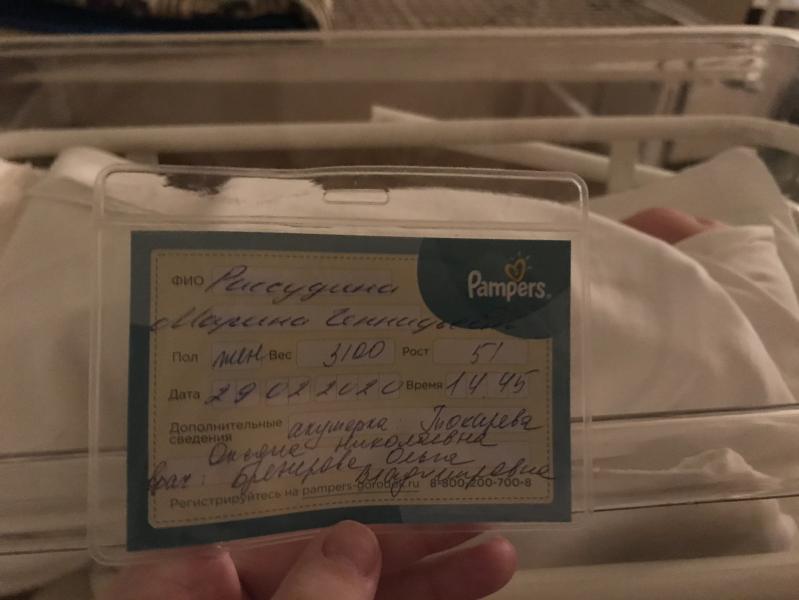 Pampers
ФИО Рассудина
Марина Геннадьевна
Пол жен Вес 3100 Рост 51
Дата 29 02 2020 Время 14 45
Дополнительные сведения акушерка Токарева
Оксана Николаевна
врач: Ольга Владимировна
Регистрируйтесь на pampers-gorodok.ru 8-800-200-700-8